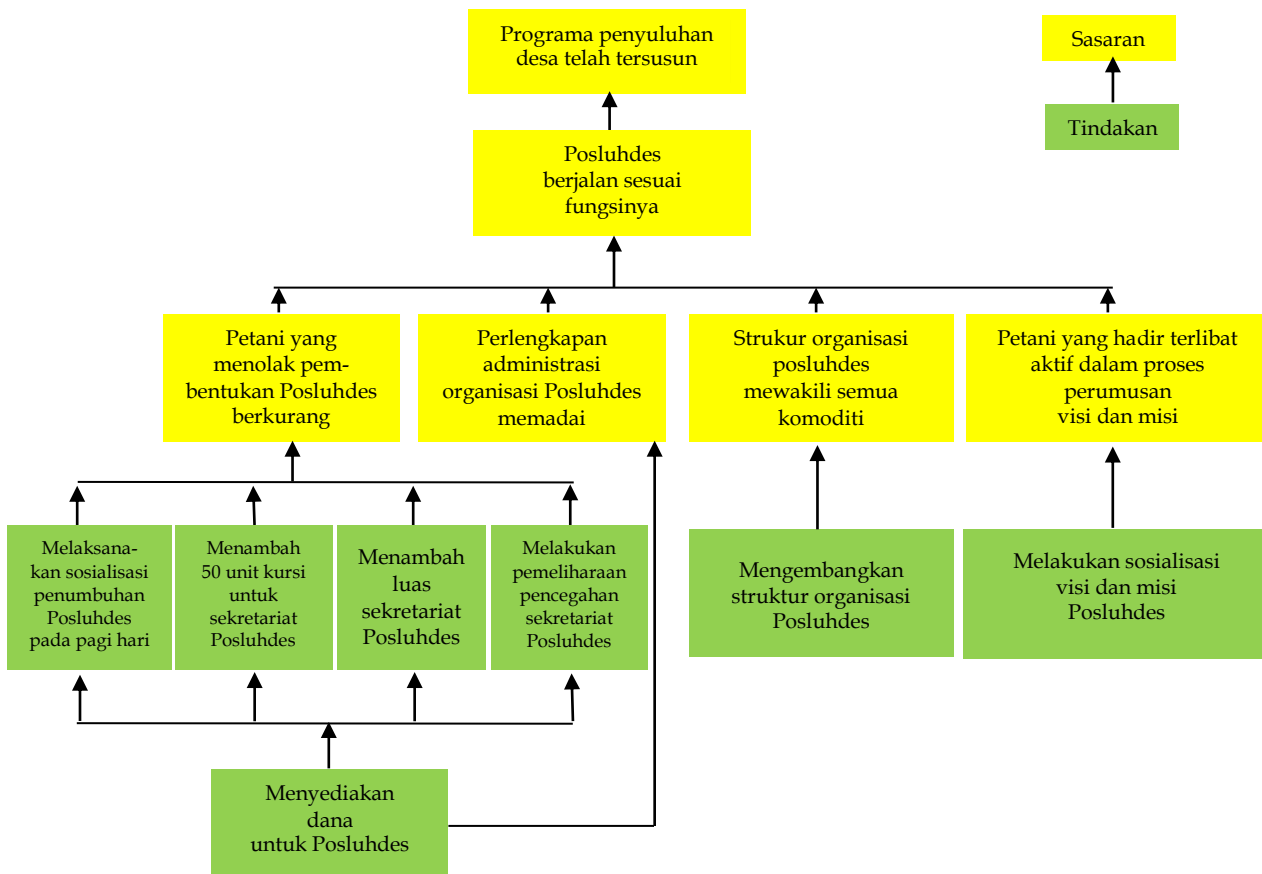 Programa penyuluhan
desa telah tersusun
Sasaran
Tindakan
Posluhdes
berjalan sesuai
fungsinya
Petani yang
menolak pem-
bentukan Posluhdes
berkurang
Perlengkapan
administrasi
organisasi Posluhdes
memadai
Strukur organisasi
posluhdes
mewakili semua
komoditi
Petani yang hadir terlibat
aktif dalam proses
perumusan
visi dan misi
Melaksana-
kan sosialisasi
penumbuhan
Posluhdes
pada pagi hari
Menambah
50 unit kursi
untuk
sekretariat
Posluhdes
Menambah
luas
sekretariat
Posluhdes
Melakukan
pemeliharaan
pencegahan
sekretariat
Posluhdes
Mengembangkan
struktur organisasi
Posluhdes
Melakukan sosialisasi
visi dan misi
Posluhdes
Menyediakan
dana
untuk Posluhdes